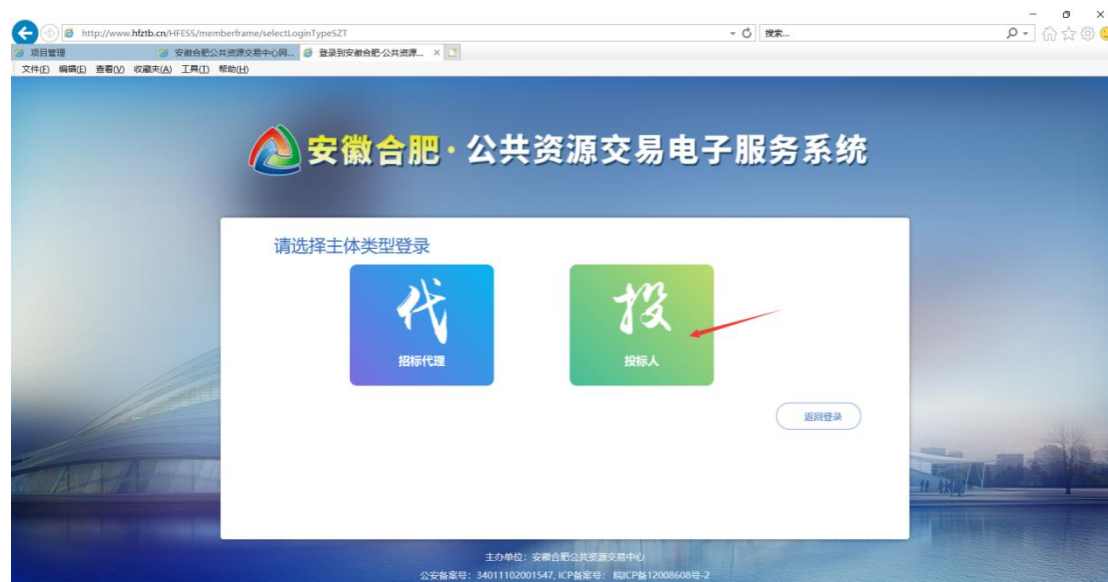 http://www.hfztb.cn/HFESS/memberframe/selectLoginTypeSZT
搜索...
项目管理
安徽合肥公共资源交易中心网...
登录到安徽合肥·公共资源...
文件(F) 编辑(E) 查看(V) 收藏夹(A) 工具(T) 帮助(H)
安徽合肥·公共资源交易电子服务系统
请选择主体类型登录
代
招标代理
投
投标人
返回登录
主办单位：安徽合肥公共资源交易中心
公安备案号：34011102001547, ICP备案号：皖ICP备12008608号-2